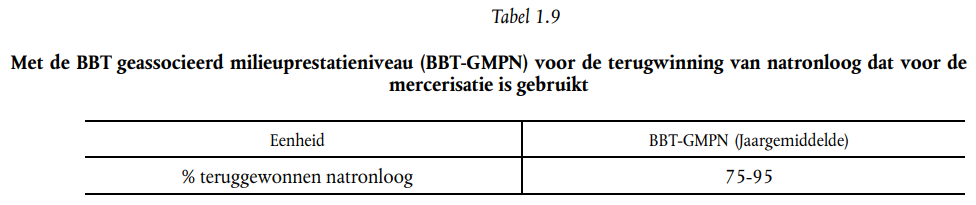 Tabel 1.9
Met de BBT geassocieerd milieuprestatieniveau (BBT-GMPN) voor de terugwinning van natronloog dat voor de
mercerisatie is gebruikt
Eenheid BBT-GMPN (Jaargemiddelde)
% teruggewonnen natronloog 75-95